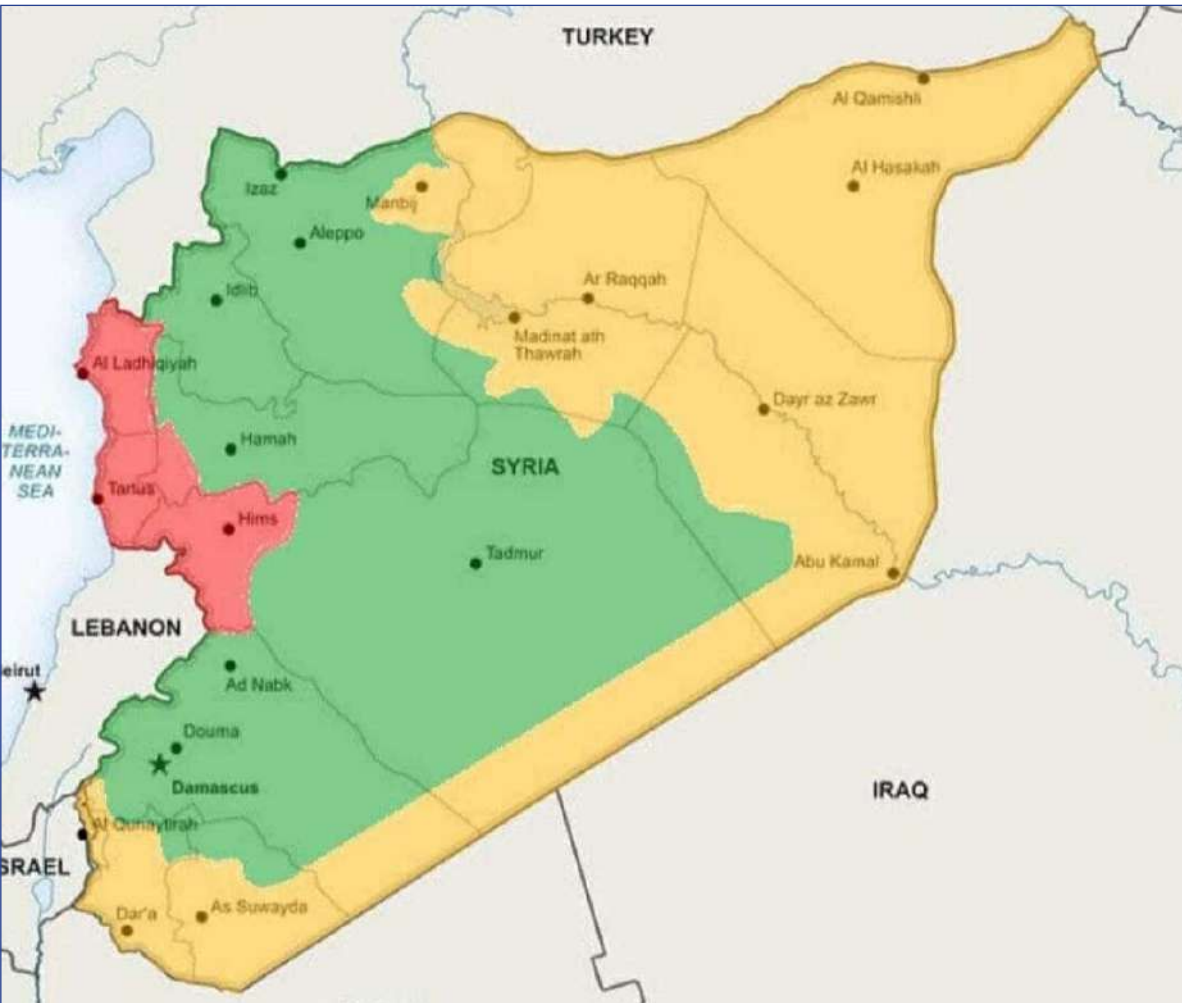 TURKEY
Al Qamishli
Al Hasakah
Izaz
Manbij
Aleppo
Idlib
Ar Raqqah
Madinat ath
Thawrah
Al Ladhiqiyah
Dayr az Zawr
MEDI-
TERRA-
NEAN
SEA
Hamah
SYRIA
Tartus
Hims
Tadmur
Abu Kamal
LEBANON
eirut
Ad Nabk
Douma
Damascus
IRAQ
Al Qunaytirah
SRAEL
Dar'a
As Suwayda